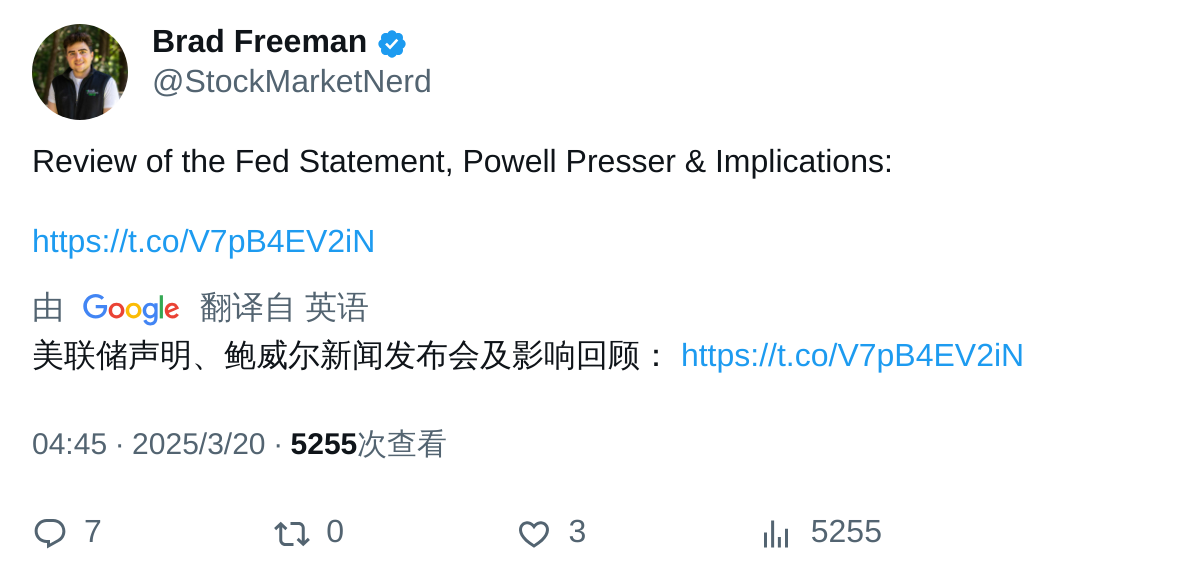 Brad Freeman
@StockMarketNerd
Review of the Fed Statement, Powell Presser & Implications:
https://t.co/V7pB4EV2iN
由 Google 翻译自 英语
美联储声明、鲍威尔新闻发布会及影响回顾： https://t.co/V7pB4EV2iN
04:45 · 2025/3/20 · 5255次查看
7 0 3 5255